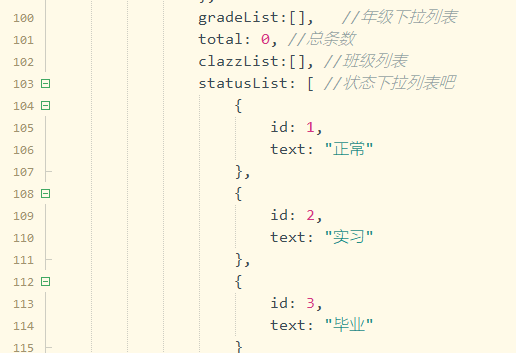 100 gradeList:[], //年级下拉列表
101 total: 0, //总条数
102 clazzList:[], //班级列表
103 statusList: [ //状态下拉列表吧
104 {
105 id: 1,
106 text: "正常"
107 },
108 {
109 id: 2,
110 text: "实习"
111 },
112 {
113 id: 3,
114 text: "毕业"
115 }